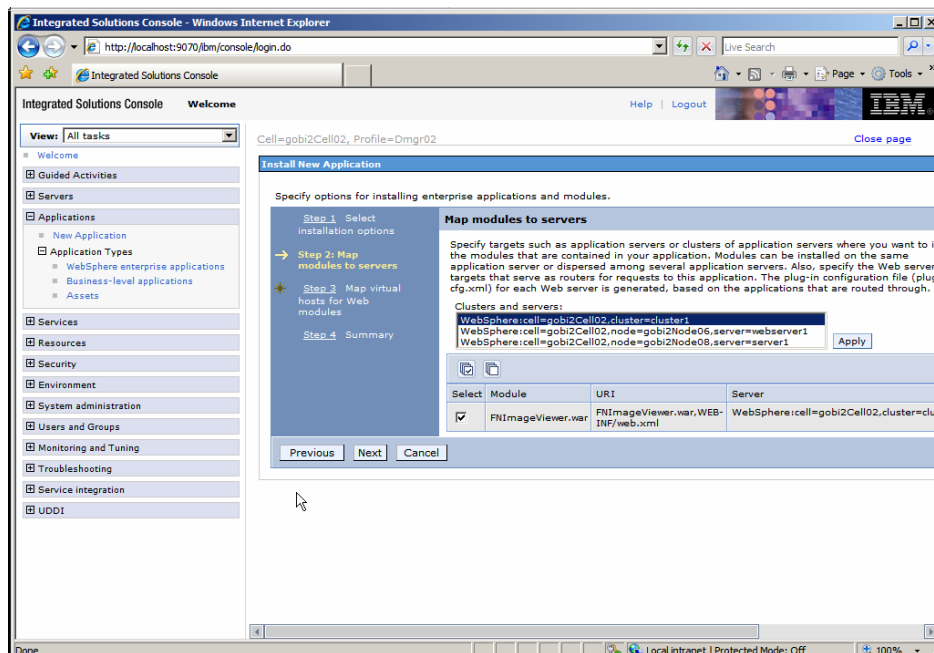 Integrated Solutions Console - Windows Internet Explorer
http://localhost:9070/ibm/console/login.do
Live Search
Integrated Solutions Console
Page
Tools
Integrated Solutions Console Welcome
Help | Logout
IBM.
View: All tasks
Welcome
Guided Activities
Servers
Applications
New Application
Application Types
WebSphere enterprise applications
Business-level applications
Assets
Services
Resources
Security
Environment
System administration
Users and Groups
Monitoring and Tuning
Troubleshooting
Service integration
UDDI
Cell=gobi2Cell02, Profile=Dmgr02
Close page
Install New Application
Specify options for installing enterprise applications and modules.
Step 1 Select
installation options
Step 2: Map
modules to servers
Step 3 Map virtual
hosts for Web
modules
Step 4 Summary
Map modules to servers
Specify targets such as application servers or clusters of application servers where you want to i
the modules that are contained in your application. Modules can be installed on the same
application server or dispersed among several application servers. Also, specify the Web server
targets that serve as routers for requests to this application. The plug-in configuration file (plug
cfg.xml) for each Web server is generated, based on the applications that are routed through.
Clusters and servers:
WebSphere:cell=gobi2Cell02,cluster=cluster1
WebSphere:cell=gobi2Cell02,node=gobi2Node06,server=webserver1
WebSphere:cell=gobi2Cell02,node=gobi2Node08,server=server1
Apply
Select Module URI Server
FNImageViewer.war
FNImageViewer.war,WEB-
INF/web.xml
WebSphere:cell=gobi2Cell02,cluster=clu
Previous Next Cancel
Done
Local intranet | Protected Mode: Off
100%